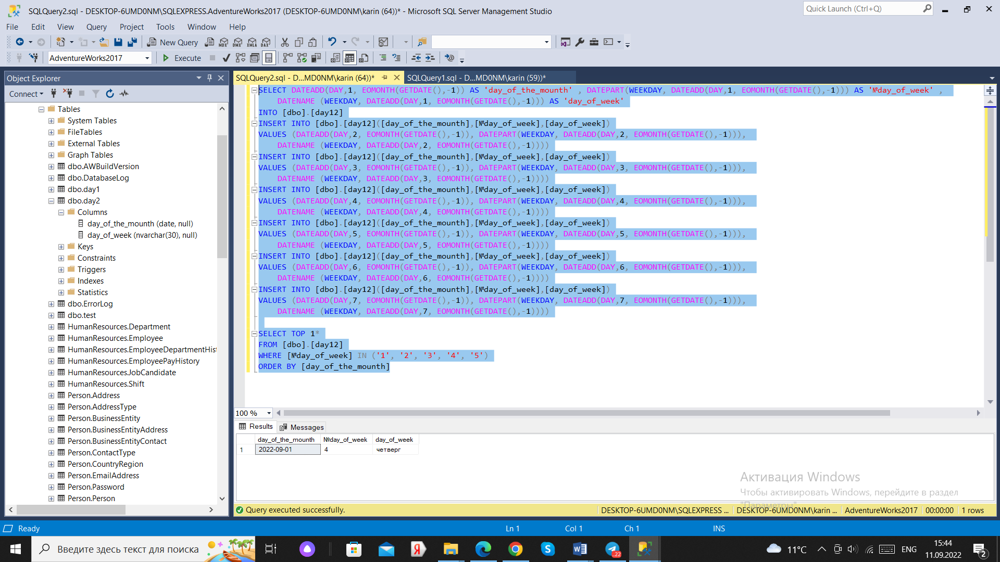 SQLQuery2.sql - DESKTOP-6UMD0NM\SQLEXPRESS.AdventureWorks2017 (DESKTOP-6UMD0NM\karin (64))* - Microsoft SQL Server Management Studio
Quick Launch (Ctrl+Q)
File Edit View Query Project Tools Window Help
New Query
MDX DMX XMLA DAX
AdventureWorks2017
Execute
Object Explorer
SQLQuery2.sql - D...MD0NM\karin (64))*
SQLQuery1.sql - D...MD0NM\karin (59))*
Connect
Tables
System Tables
FileTables
External Tables
Graph Tables
dbo.AWBuildVersion
dbo.DatabaseLog
dbo.day1
dbo.day2
Columns
day_of_the_mounth (date, null)
day_of_week (nvarchar(30), null)
Keys
Constraints
Triggers
Indexes
Statistics
dbo.ErrorLog
dbo.test
HumanResources.Department
HumanResources.Employee
HumanResources.EmployeeDepartmentHist
HumanResources.EmployeePayHistory
HumanResources.JobCandidate
HumanResources.Shift
Person.Address
Person.AddressType
Person.BusinessEntity
Person.BusinessEntityAddress
Person.BusinessEntityContact
Person.ContactType
Person.CountryRegion
Person.EmailAddress
Person.Password
Person.Person
SELECT DATEADD(DAY,1, EOMONTH(GETDATE(),-1)) AS 'day_of_the_mounth' , DATEPART(WEEKDAY, DATEADD(DAY,1, EOMONTH(GETDATE(),-1))) AS '№day_of_week' ,
DATENAME (WEEKDAY, DATEADD(DAY,1, EOMONTH(GETDATE(),-1))) AS 'day_of_week'
INTO [dbo].[day12]
INSERT INTO [dbo].[day12]([day_of_the_mounth],[№day_of_week],[day_of_week])
VALUES (DATEADD(DAY,2, EOMONTH(GETDATE(),-1)), DATEPART(WEEKDAY, DATEADD(DAY,2, EOMONTH(GETDATE(),-1))),
DATENAME (WEEKDAY, DATEADD(DAY,2, EOMONTH(GETDATE(),-1))))
INSERT INTO [dbo].[day12]([day_of_the_mounth],[№day_of_week],[day_of_week])
VALUES (DATEADD(DAY,3, EOMONTH(GETDATE(),-1)), DATEPART(WEEKDAY, DATEADD(DAY,3, EOMONTH(GETDATE(),-1))),
DATENAME (WEEKDAY, DATEADD(DAY,3, EOMONTH(GETDATE(),-1))))
INSERT INTO [dbo].[day12]([day_of_the_mounth],[№day_of_week],[day_of_week])
VALUES (DATEADD(DAY,4, EOMONTH(GETDATE(),-1)), DATEPART(WEEKDAY, DATEADD(DAY,4, EOMONTH(GETDATE(),-1))),
DATENAME (WEEKDAY, DATEADD(DAY,4, EOMONTH(GETDATE(),-1))))
INSERT INTO [dbo].[day12]([day_of_the_mounth],[№day_of_week],[day_of_week])
VALUES (DATEADD(DAY,5, EOMONTH(GETDATE(),-1)), DATEPART(WEEKDAY, DATEADD(DAY,5, EOMONTH(GETDATE(),-1))),
DATENAME (WEEKDAY, DATEADD(DAY,5, EOMONTH(GETDATE(),-1))))
INSERT INTO [dbo].[day12]([day_of_the_mounth],[№day_of_week],[day_of_week])
VALUES (DATEADD(DAY,6, EOMONTH(GETDATE(),-1)), DATEPART(WEEKDAY, DATEADD(DAY,6, EOMONTH(GETDATE(),-1))),
DATENAME (WEEKDAY, DATEADD(DAY,6, EOMONTH(GETDATE(),-1))))
INSERT INTO [dbo].[day12]([day_of_the_mounth],[№day_of_week],[day_of_week])
VALUES (DATEADD(DAY,7, EOMONTH(GETDATE(),-1)), DATEPART(WEEKDAY, DATEADD(DAY,7, EOMONTH(GETDATE(),-1))),
DATENAME (WEEKDAY, DATEADD(DAY,7, EOMONTH(GETDATE(),-1))))
SELECT TOP 1*
FROM [dbo].[day12]
WHERE [№day_of_week] IN ('1', '2', '3', '4', '5')
ORDER BY [day_of_the_mounth]
100 %
Results Messages
day_of_the_mounth №day_of_week day_of_week
1 2022-09-01 4 четверг
Активация Windows
Чтобы активировать Windows, перейдите в раздел
"Параметры"
Query executed successfully.
DESKTOP-6UMD0NM\SQLEXPRESS ... DESKTOP-6UMD0NM\karin ... AdventureWorks2017 00:00:00 1 rows
Ready Ln 1 Col 1 Ch 1 INS
Введите здесь текст для поиска
22
11°C
ENG
15:44
11.09.2022
2